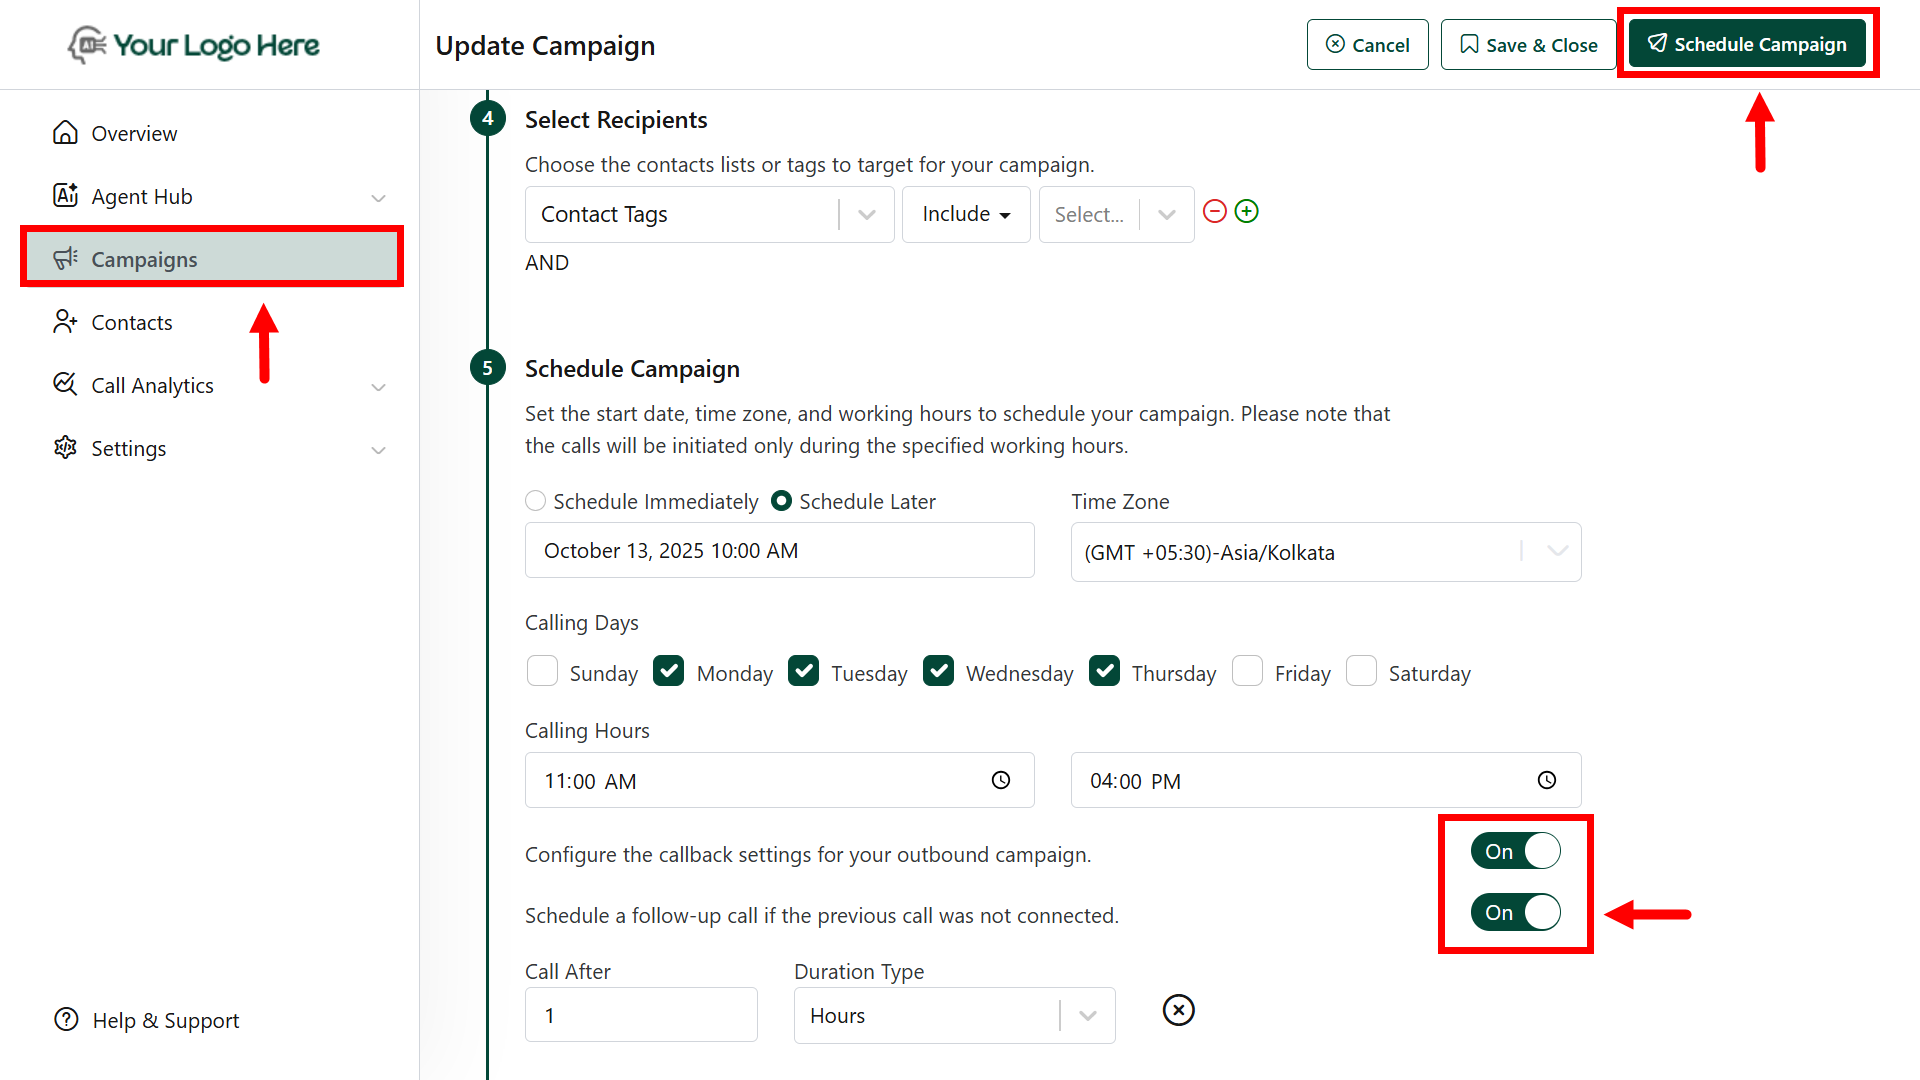 Your Logo Here
Update Campaign
Cancel
Save & Close
Schedule Campaign
Overview
Agent Hub
Campaigns
Contacts
Call Analytics
Settings
Help & Support
4
Select Recipients
Choose the contacts lists or tags to target for your campaign.
Contact Tags
Include
Select...
AND
5
Schedule Campaign
Set the start date, time zone, and working hours to schedule your campaign. Please note that
the calls will be initiated only during the specified working hours.
Schedule Immediately
Schedule Later
Time Zone
October 13, 2025 10:00 AM
(GMT +05:30)-Asia/Kolkata
Calling Days
Sunday
Monday
Tuesday
Wednesday
Thursday
Friday
Saturday
Calling Hours
11:00 AM
04:00 PM
Configure the callback settings for your outbound campaign.
On
Schedule a follow-up call if the previous call was not connected.
On
Call After
Duration Type
1
Hours